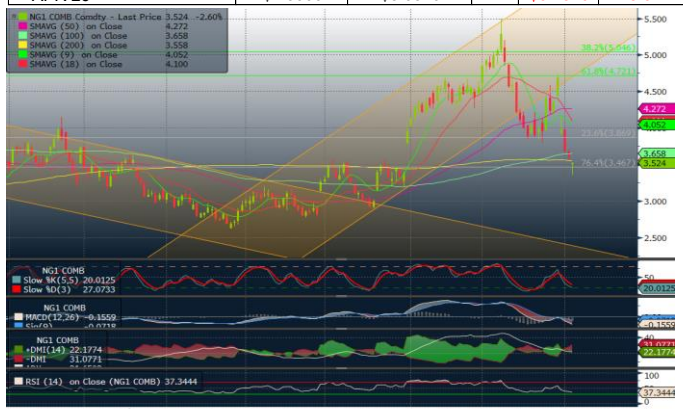 NG1 COMB Comdty - Last Price 3.524 -2.60%
SMAVG (50) on Close 4.272
SMAVG (100) on Close 3.658
SMAVG (200) on Close 3.558
SMAVG (9) on Close 4.052
SMAVG (18) on Close 4.100
5.500
38.2%(5.046)
5.000
61.8%(4.721)
4.500
4.272
4.052
23.6%(3.869)
3.658
3.524
76.4%(3.467)
3.000
2.500
NG1 COMB
Slow %K(5,5) 20.0125
Slow %D(3) 27.0733
50
20.0125
NG1 COMB
MACD(12,26) -0.1559
Sig(9) -0.0718
-0.1559
NG1 COMB
+DMI(14) 22.1774
-DMI 31.0771
40
31.0771
22.1774
RSI (14) on Close (NG1 COMB) 37.3444
100
50
37.3444
0